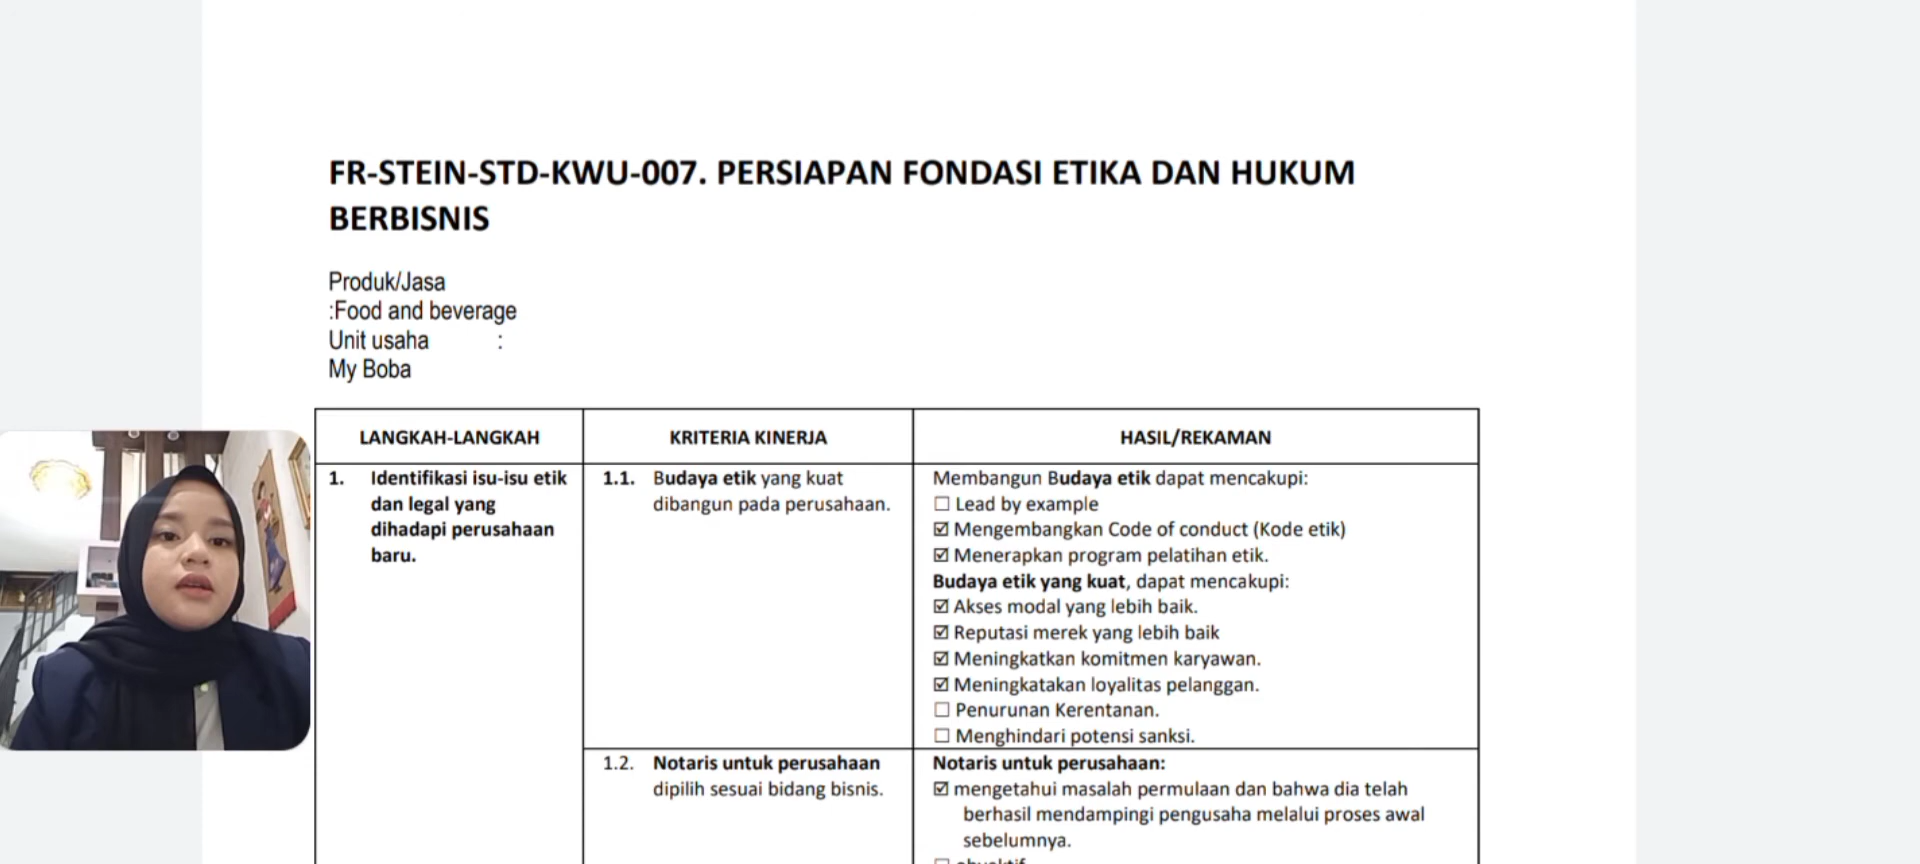 FR-STEIN-STD-KWU-007. PERSIAPAN FONDASI ETIKA DAN HUKUM
BERBISNIS
Produk/Jasa
:Food and beverage
Unit usaha :
My Boba
LANGKAH-LANGKAH
KRITERIA KINERJA
HASIL/REKAMAN
1. Identifikasi isu-isu etik
dan legal yang
dihadapi perusahaan
baru.
1.1. Budaya etik yang kuat
dibangun pada perusahaan.
Membangun Budaya etik dapat mencakupi:
☐ Lead by example
☑ Mengembangkan Code of conduct (Kode etik)
☑ Menerapkan program pelatihan etik.
Budaya etik yang kuat, dapat mencakupi:
☑ Akses modal yang lebih baik.
☑ Reputasi merek yang lebih baik
☑ Meningkatkan komitmen karyawan.
☑ Meningkatakan loyalitas pelanggan.
☐ Penurunan Kerentanan.
☐ Menghindari potensi sanksi.
1.2. Notaris untuk perusahaan
dipilih sesuai bidang bisnis.
Notaris untuk perusahaan:
☑ mengetahui masalah permulaan dan bahwa dia telah
berhasil mendampingi pengusaha melalui proses awal
sebelumnya.